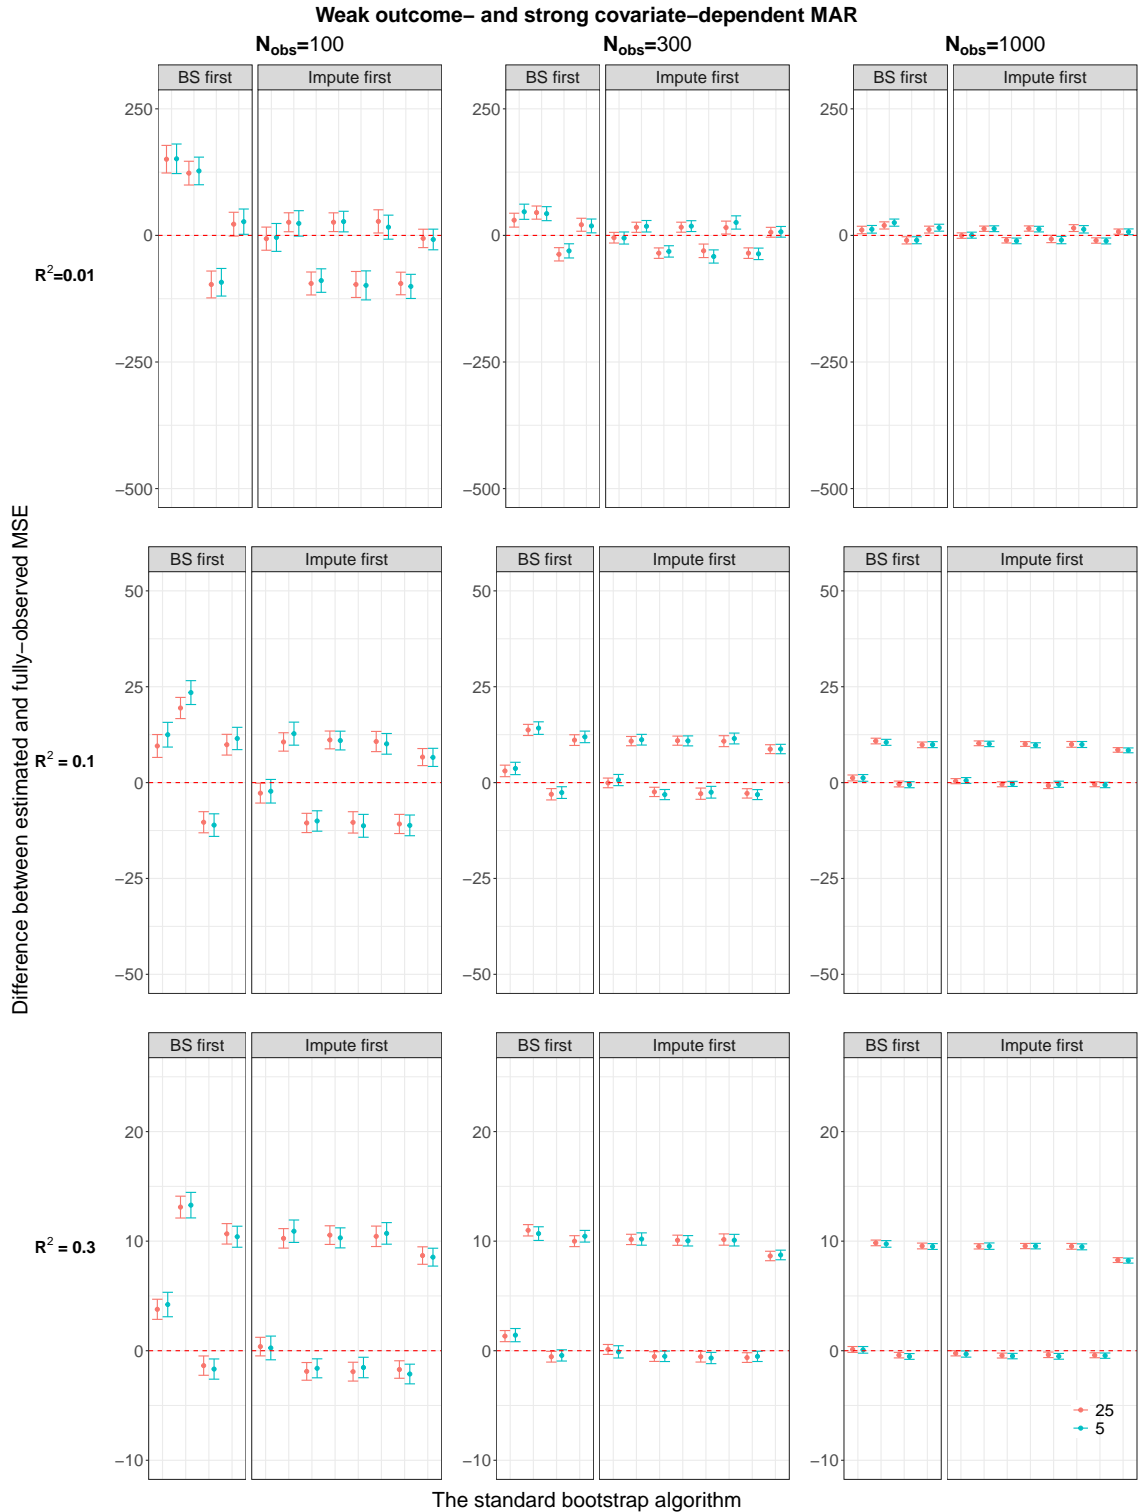 Weak outcome− and strong covariate−dependent MAR
N_obs=100 N_obs=300 N_obs=1000
BS first Impute first BS first Impute first BS first Impute first
250 250 250
0 0 0
R²=0.01
−250 −250 −250
−500 −500 −500
Difference between estimated and fully−observed MSE
BS first Impute first BS first Impute first BS first Impute first
50 50 50
25 25 25
R² = 0.1
0 0 0
−25 −25 −25
−50 −50 −50
BS first Impute first BS first Impute first BS first Impute first
20 20 20
R² = 0.3
10 10 10
0 0 0
25
5
−10 −10 −10
The standard bootstrap algorithm